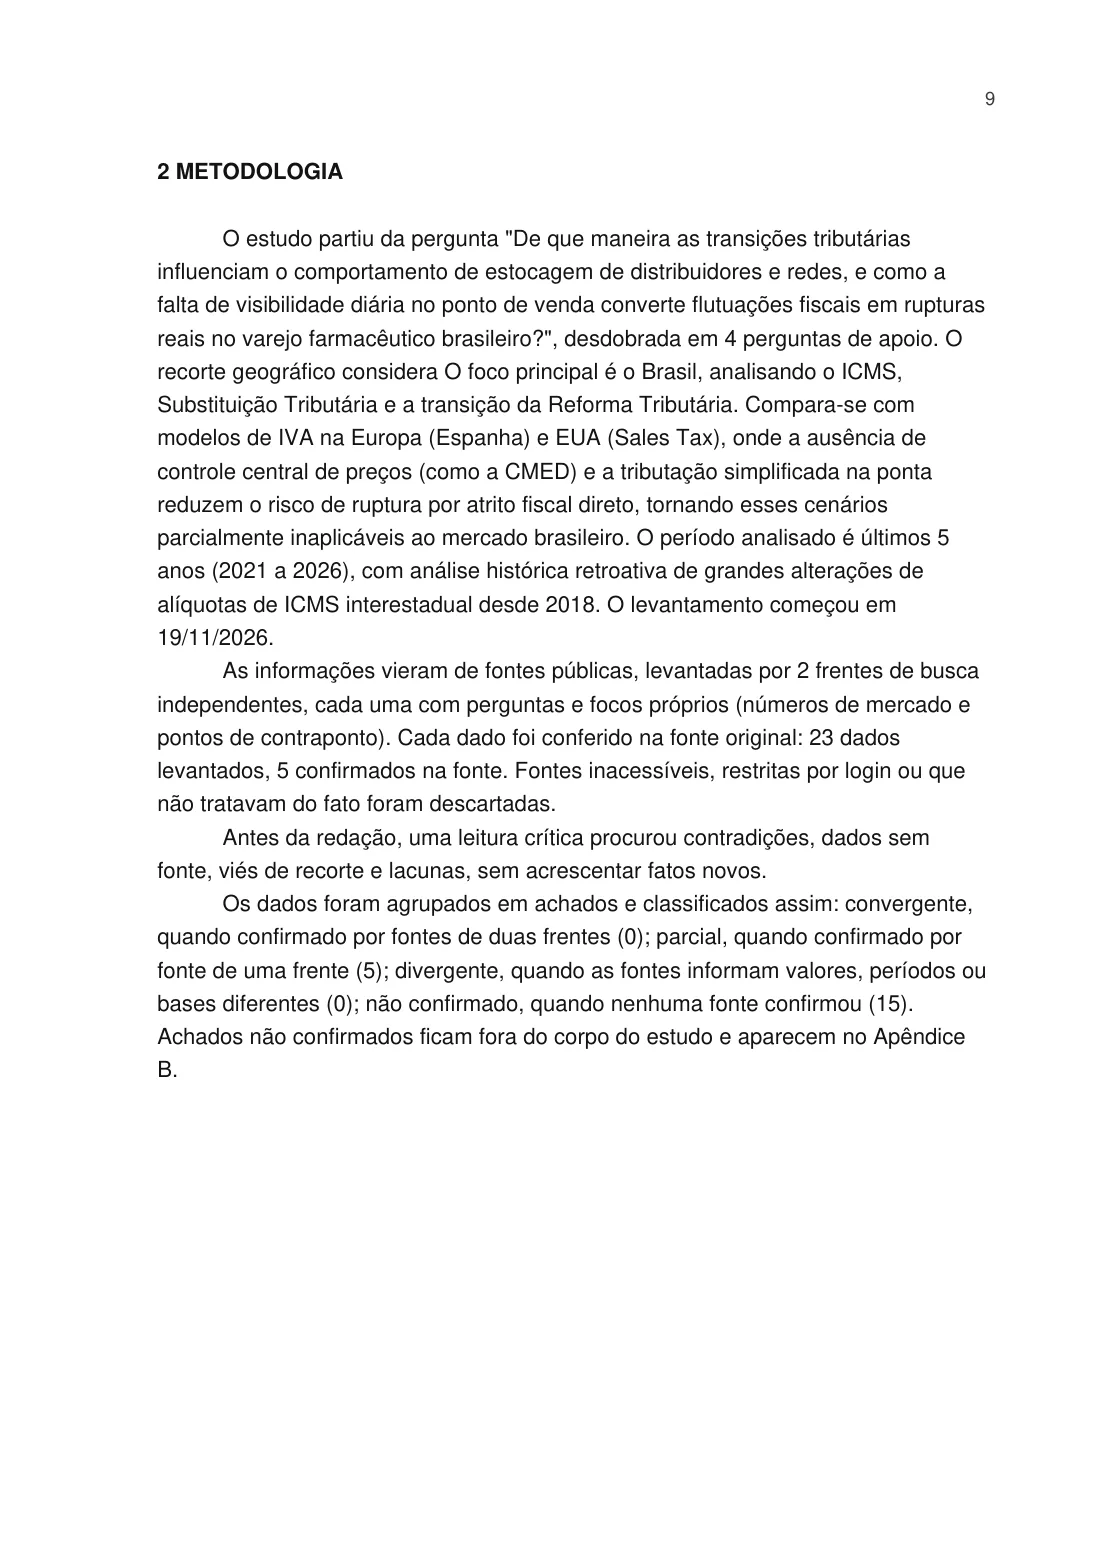 9
2 METODOLOGIA
O estudo partiu da pergunta "De que maneira as transições tributárias
influenciam o comportamento de estocagem de distribuidores e redes, e como a
falta de visibilidade diária no ponto de venda converte flutuações fiscais em rupturas
reais no varejo farmacêutico brasileiro?", desdobrada em 4 perguntas de apoio. O
recorte geográfico considera O foco principal é o Brasil, analisando o ICMS,
Substituição Tributária e a transição da Reforma Tributária. Compara-se com
modelos de IVA na Europa (Espanha) e EUA (Sales Tax), onde a ausência de
controle central de preços (como a CMED) e a tributação simplificada na ponta
reduzem o risco de ruptura por atrito fiscal direto, tornando esses cenários
parcialmente inaplicáveis ao mercado brasileiro. O período analisado é últimos 5
anos (2021 a 2026), com análise histórica retroativa de grandes alterações de
alíquotas de ICMS interestadual desde 2018. O levantamento começou em
19/11/2026.
As informações vieram de fontes públicas, levantadas por 2 frentes de busca
independentes, cada uma com perguntas e focos próprios (números de mercado e
pontos de contraponto). Cada dado foi conferido na fonte original: 23 dados
levantados, 5 confirmados na fonte. Fontes inacessíveis, restritas por login ou que
não tratavam do fato foram descartadas.
Antes da redação, uma leitura crítica procurou contradições, dados sem
fonte, viés de recorte e lacunas, sem acrescentar fatos novos.
Os dados foram agrupados em achados e classificados assim: convergente,
quando confirmado por fontes de duas frentes (0); parcial, quando confirmado por
fonte de uma frente (5); divergente, quando as fontes informam valores, períodos ou
bases diferentes (0); não confirmado, quando nenhuma fonte confirmou (15).
Achados não confirmados ficam fora do corpo do estudo e aparecem no Apêndice
B.